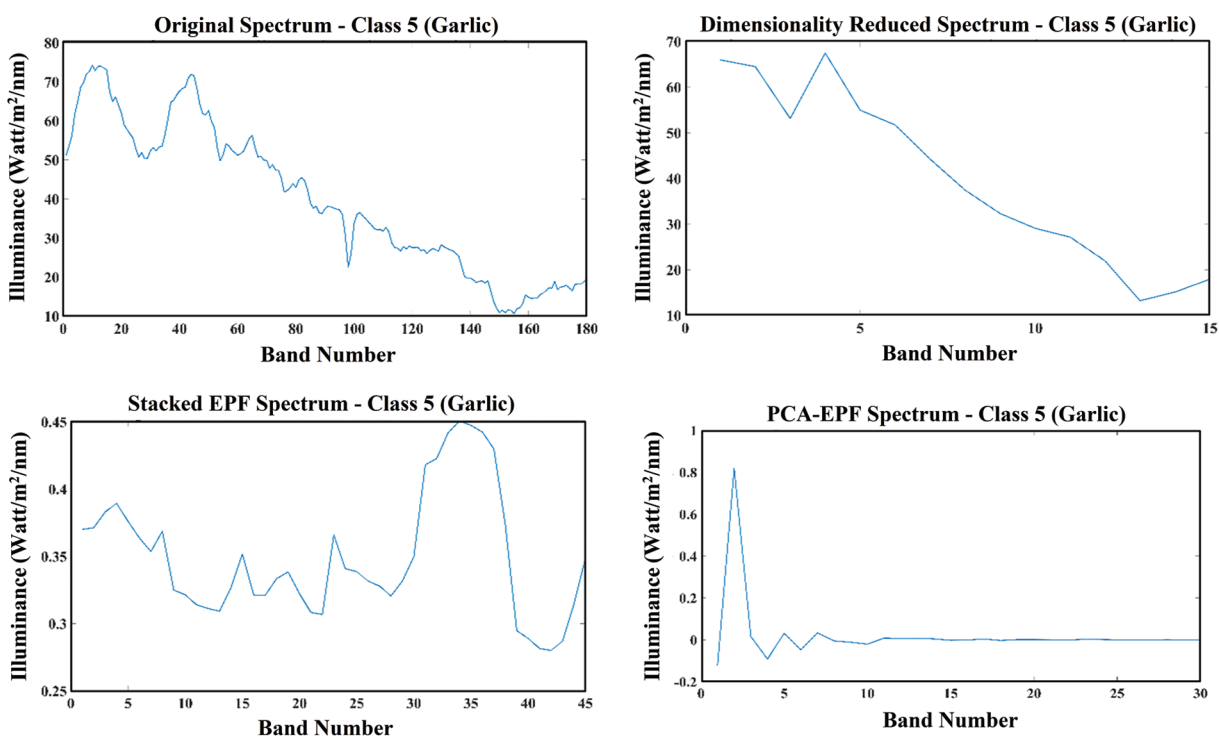 Original Spectrum - Class 5 (Garlic)
Illuminance (Watt/m²/nm)
80
70
60
50
40
30
20
10
0 20 40 60 80 100 120 140 160 180
Band Number
Dimensionality Reduced Spectrum - Class 5 (Garlic)
Illuminance (Watt/m²/nm)
70
60
50
40
30
20
10
0 5 10 15
Band Number
Stacked EPF Spectrum - Class 5 (Garlic)
Illuminance (Watt/m²/nm)
0.45
0.4
0.35
0.3
0.25
0 5 10 15 20 25 30 35 40 45
Band Number
PCA-EPF Spectrum - Class 5 (Garlic)
Illuminance (Watt/m²/nm)
1
0.8
0.6
0.4
0.2
0
-0.2
0 5 10 15 20 25 30
Band Number